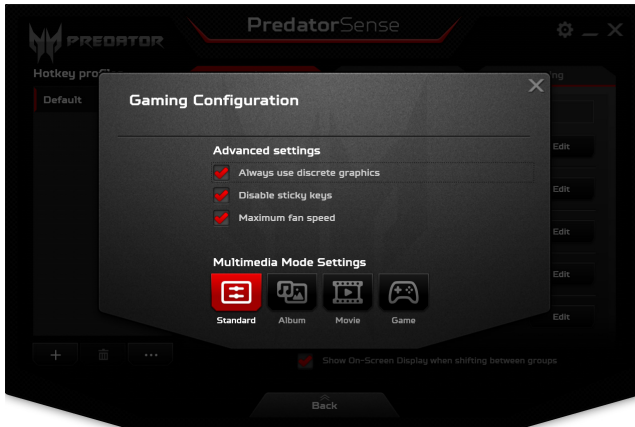 PREDATOR
PredatorSense
Hotkey profiles
ng
Default
Gaming Configuration
Advanced settings
Always use discrete graphics
Disable sticky keys
Maximum fan speed
Multimedia Mode Settings
Standard
Album
Movie
Game
Edit
Edit
Edit
Edit
Edit
Show On-Screen Display when shifting between groups
Back